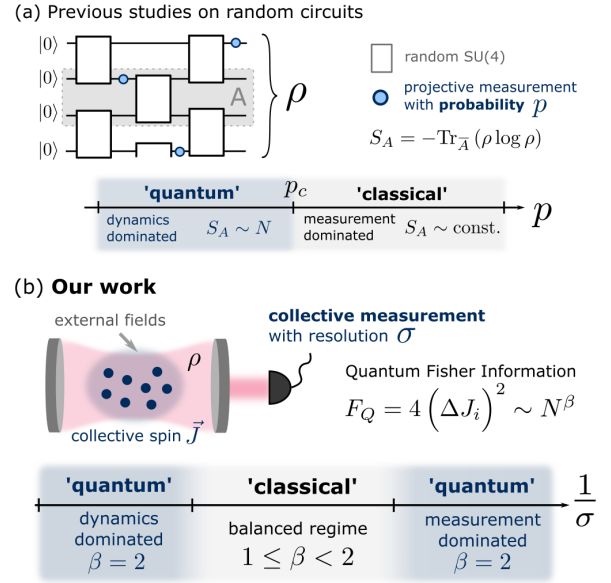 (a) Previous studies on random circuits
|0⟩
|0⟩
|0⟩
|0⟩
A
ρ
random SU(4)
projective measurement
with probability p
S_A = −Tr_{\overline{A}} (ρ log ρ)
'quantum' p_c 'classical'
dynamics
dominated S_A ∼ N
measurement
dominated S_A ∼ const.
p
(b) Our work
external fields
ρ
collective spin \vec{J}
collective measurement
with resolution σ
Quantum Fisher Information
F_Q = 4 (ΔJ_i)^2 ∼ N^β
'quantum' 'classical' 'quantum'
dynamics
dominated
β = 2
balanced regime
1 ≤ β < 2
measurement
dominated
β = 2
1/σ